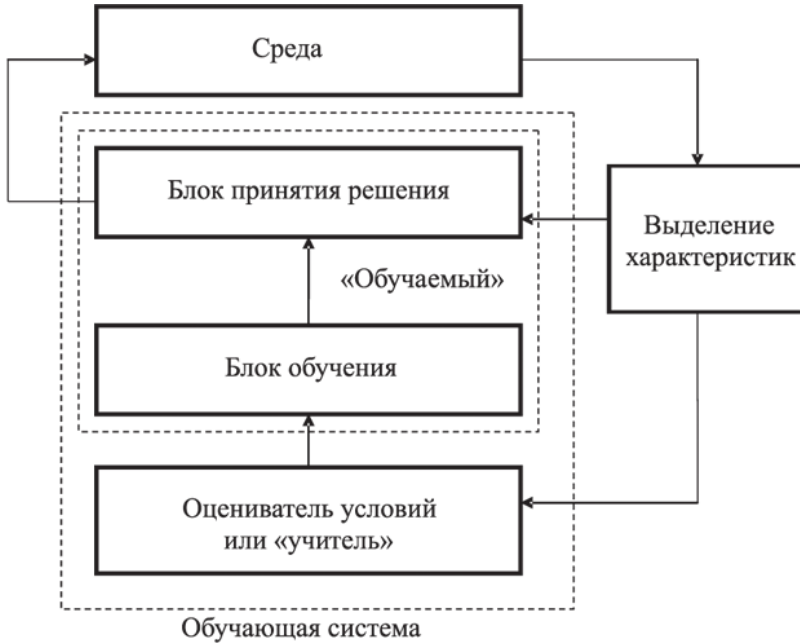 Среда
Блок принятия решения
Выделение
характеристик
«Обучаемый»
Блок обучения
Оцениватель условий
или «учитель»
Обучающая система